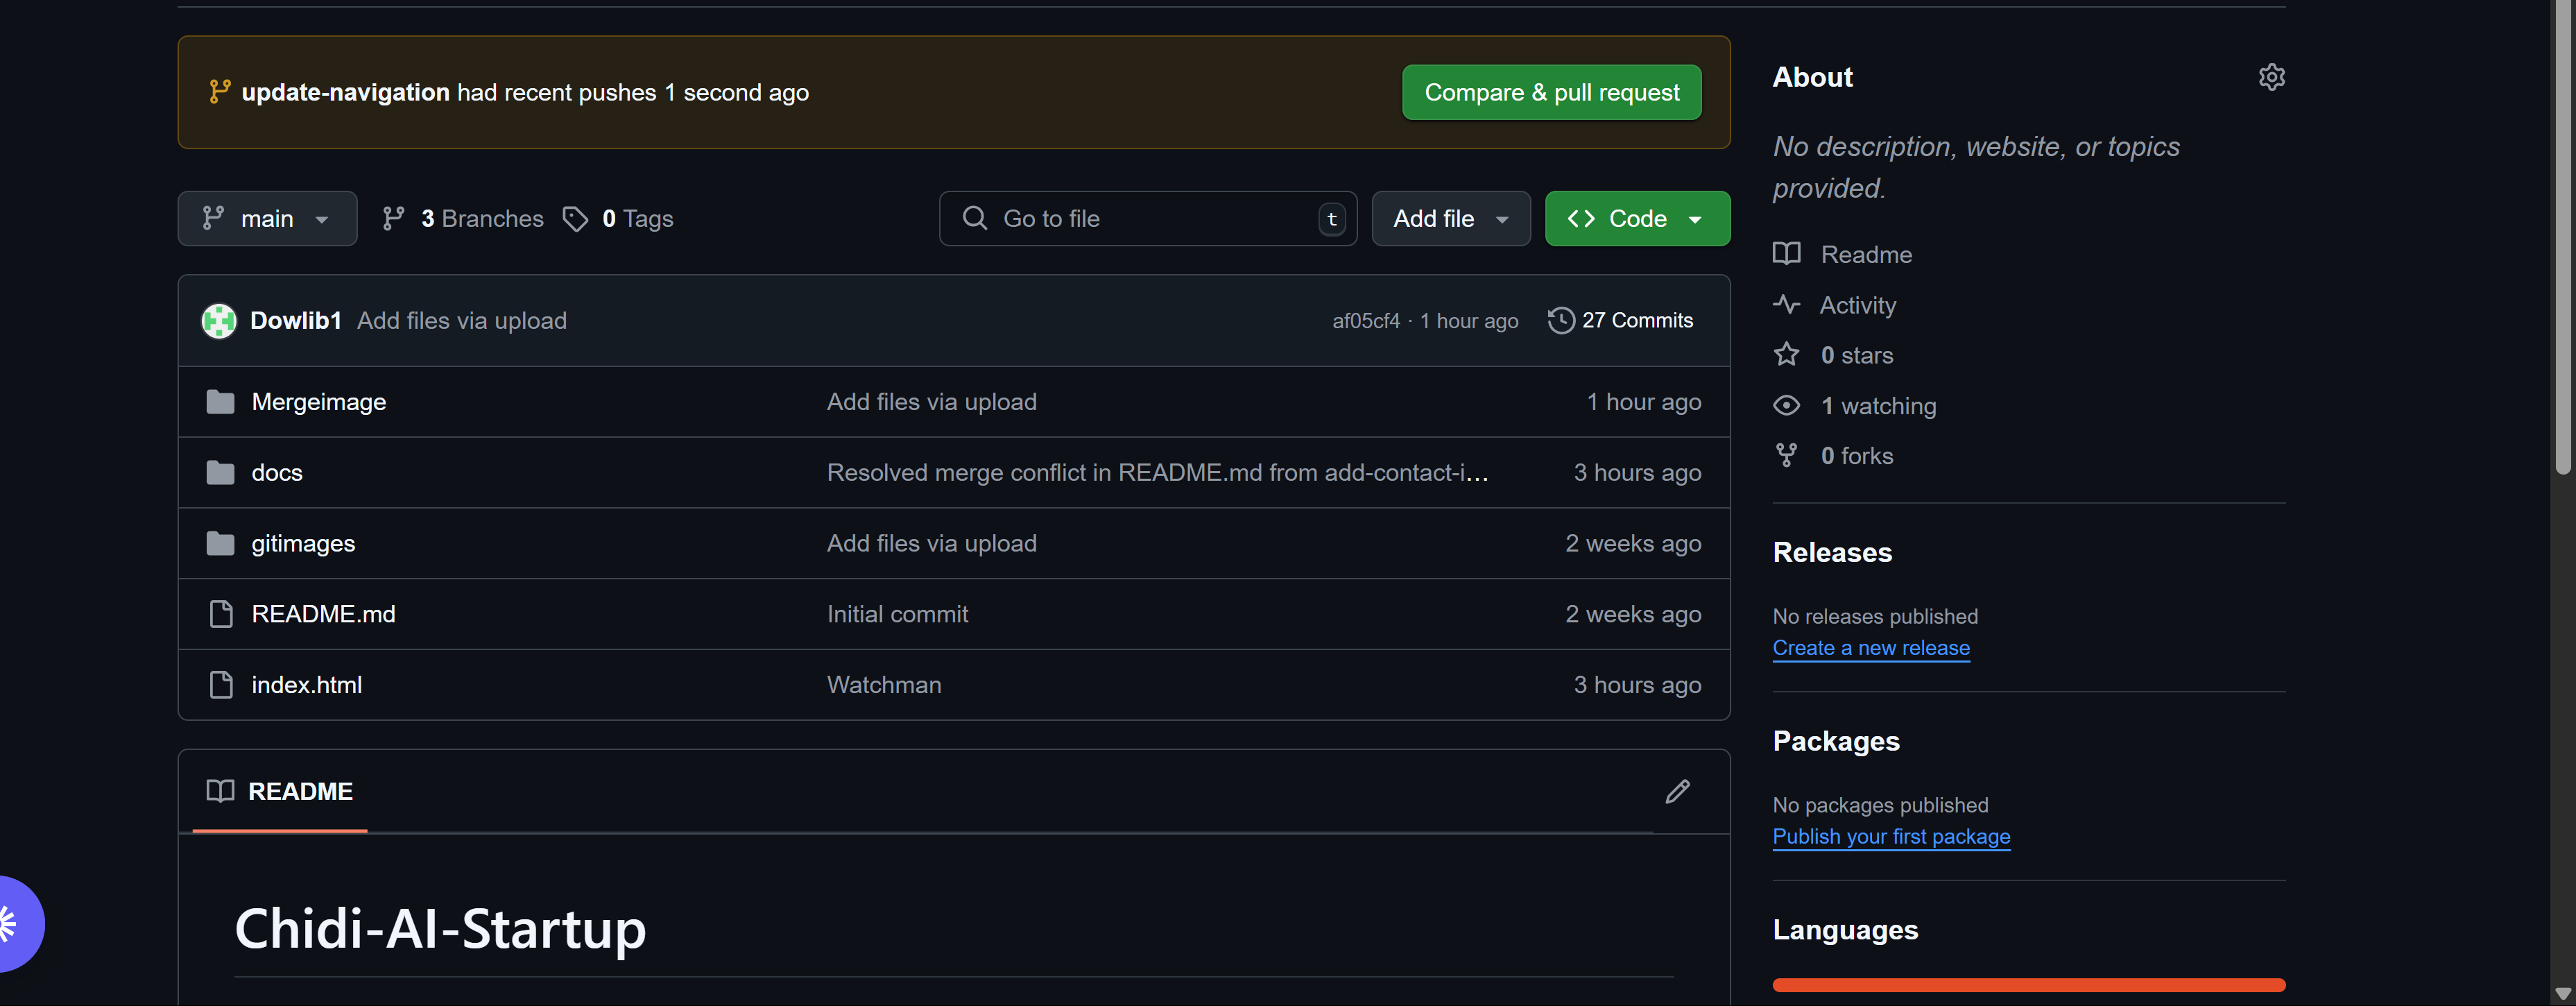 update-navigation had recent pushes 1 second ago
Compare & pull request
main
3 Branches
0 Tags
Go to file
t
Add file
Code
Dowlib1 Add files via upload
af05cf4 · 1 hour ago
27 Commits
Mergeimage Add files via upload 1 hour ago
docs Resolved merge conflict in README.md from add-contact-i... 3 hours ago
gitimages Add files via upload 2 weeks ago
README.md Initial commit 2 weeks ago
index.html Watchman 3 hours ago
README
Chidi-AI-Startup
About
No description, website, or topics
provided.
Readme
Activity
0 stars
1 watching
0 forks
Releases
No releases published
Create a new release
Packages
No packages published
Publish your first package
Languages